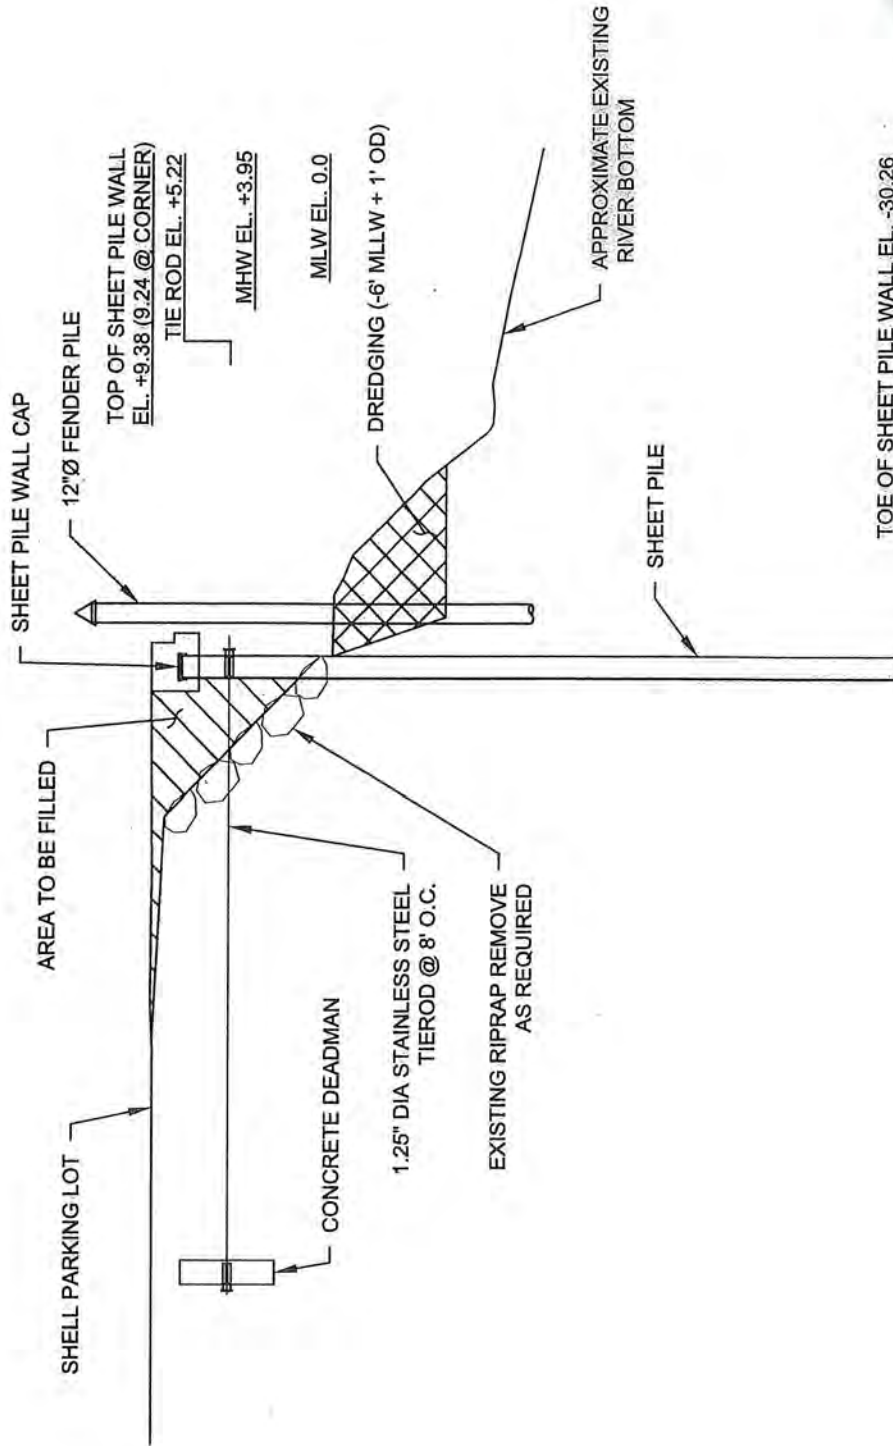 SHEET PILE WALL CAP
12"Ø FENDER PILE
TOP OF SHEET PILE WALL
EL. +9.38 (9.24 @ CORNER)
TIE ROD EL. +5.22
MHW EL. +3.95
MLW EL. 0.0
DREDGING (-6' MLLW + 1' OD)
APPROXIMATE EXISTING
RIVER BOTTOM
SHEET PILE
TOE OF SHEET PILE WALL EL. -30.26
AREA TO BE FILLED
SHELL PARKING LOT
1.25" DIA STAINLESS STEEL
TIEROD @ 8' O.C.
EXISTING RIPRAP REMOVE
AS REQUIRED
CONCRETE DEADMAN